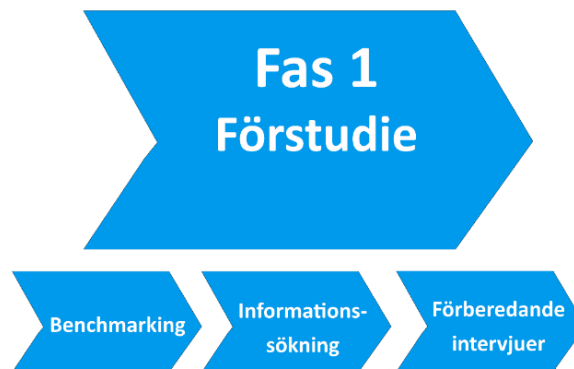 Fas 1
Förstudie
Benchmarking
Informations-
sökning
Förberedande
intervjuer